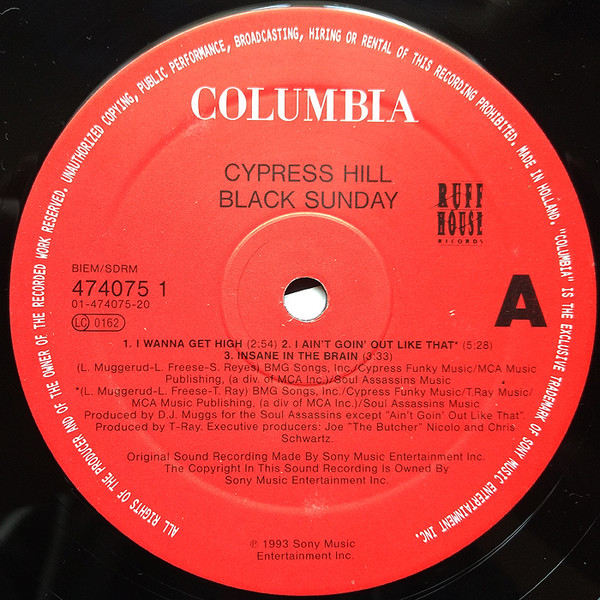 ALL RIGHTS OF THE PRODUCER AND OF THE OWNER OF THE RECORDED WORK RESERVED. UNAUTHORIZED COPYING, PUBLIC PERFORMANCE, BROADCASTING, HIRING OR RENTAL OF THIS RECORDING PROHIBITED. MADE IN HOLLAND. "COLUMBIA" IS THE EXCLUSIVE TRADEMARK OF SONY MUSIC ENTERTAINMENT INC.
COLUMBIA
CYPRESS HILL
BLACK SUNDAY
RUFF
HOUSE
RECORDS
BIEM/SDRM
474075 1
01-474075-20
LC 0162
A
1. I WANNA GET HIGH (2:54) 2. I AIN'T GOIN' OUT LIKE THAT* (5:28)
3. INSANE IN THE BRAIN (3:33)
(L. Muggerud-L. Freese-S. Reyes) BMG Songs, Inc./Cypress Funky Music/MCA Music
Publishing, (a div. of MCA Inc.)/Soul Assassins Music
*(L. Muggerud-L. Freese-T. Ray) BMG Songs, Inc./Cypress Funky Music/T.Ray Music/
MCA Music Publishing, (a div of MCA Inc.)/Soul Assassins Music
Produced by D.J. Muggs for the Soul Assassins except "Ain't Goin' Out Like That".
Produced by T-Ray. Executive producers: Joe "The Butcher" Nicolo and Chris
Schwartz.
Original Sound Recording Made By Sony Music Entertainment Inc.
The Copyright In This Sound Recording Is Owned By
Sony Music Entertainment Inc.
℗ 1993 Sony Music
Entertainment Inc.